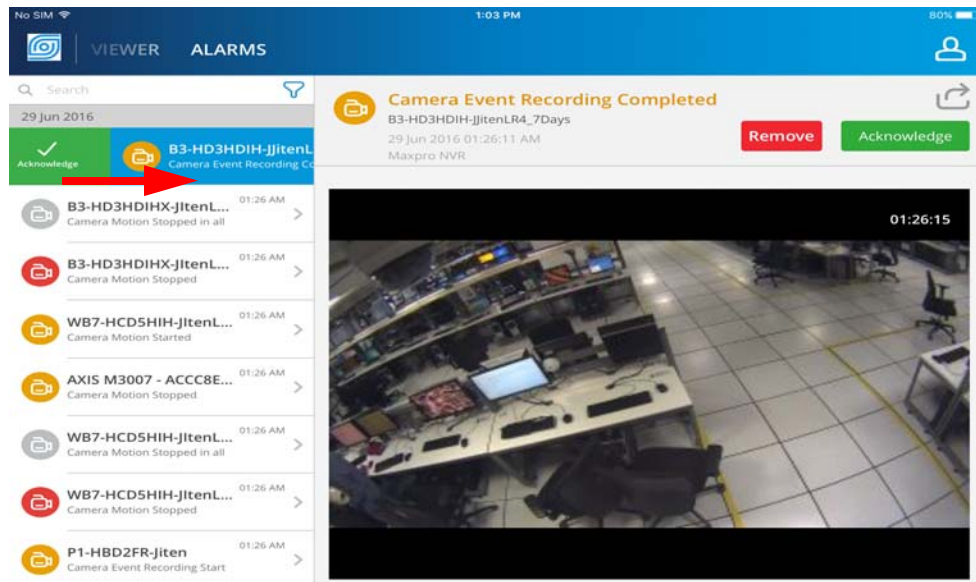 No SIM
1:03 PM
80%
VIEWER
ALARMS
Search
29 Jun 2016
Acknowledge
B3-HD3HDIH-JJitenL
Camera Event Recording Co
B3-HD3HDIHX-JItenL...
01:26 AM
Camera Motion Stopped in all
B3-HD3HDIHX-JItenL...
01:26 AM
Camera Motion Stopped
WB7-HCD5HIH-JItenL...
01:26 AM
Camera Motion Started
AXIS M3007 - ACCC8E...
01:26 AM
Camera Motion Stopped
WB7-HCD5HIH-JItenL...
01:26 AM
Camera Motion Stopped in all
WB7-HCD5HIH-JItenL...
01:26 AM
Camera Motion Stopped
P1-HBD2FR-Jiten
01:26 AM
Camera Event Recording Start
Camera Event Recording Completed
B3-HD3HDIH-JJitenLR4_7Days
29 Jun 2016 01:26:11 AM
Maxpro NVR
Remove
Acknowledge
01:26:15